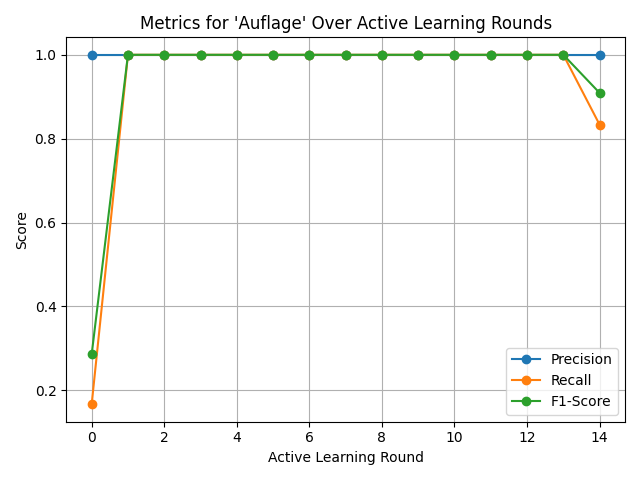 Metrics for 'Auflage' Over Active Learning Rounds
Score
1.0
0.8
0.6
0.4
0.2
Precision
Recall
F1-Score
0 2 4 6 8 10 12 14
Active Learning Round